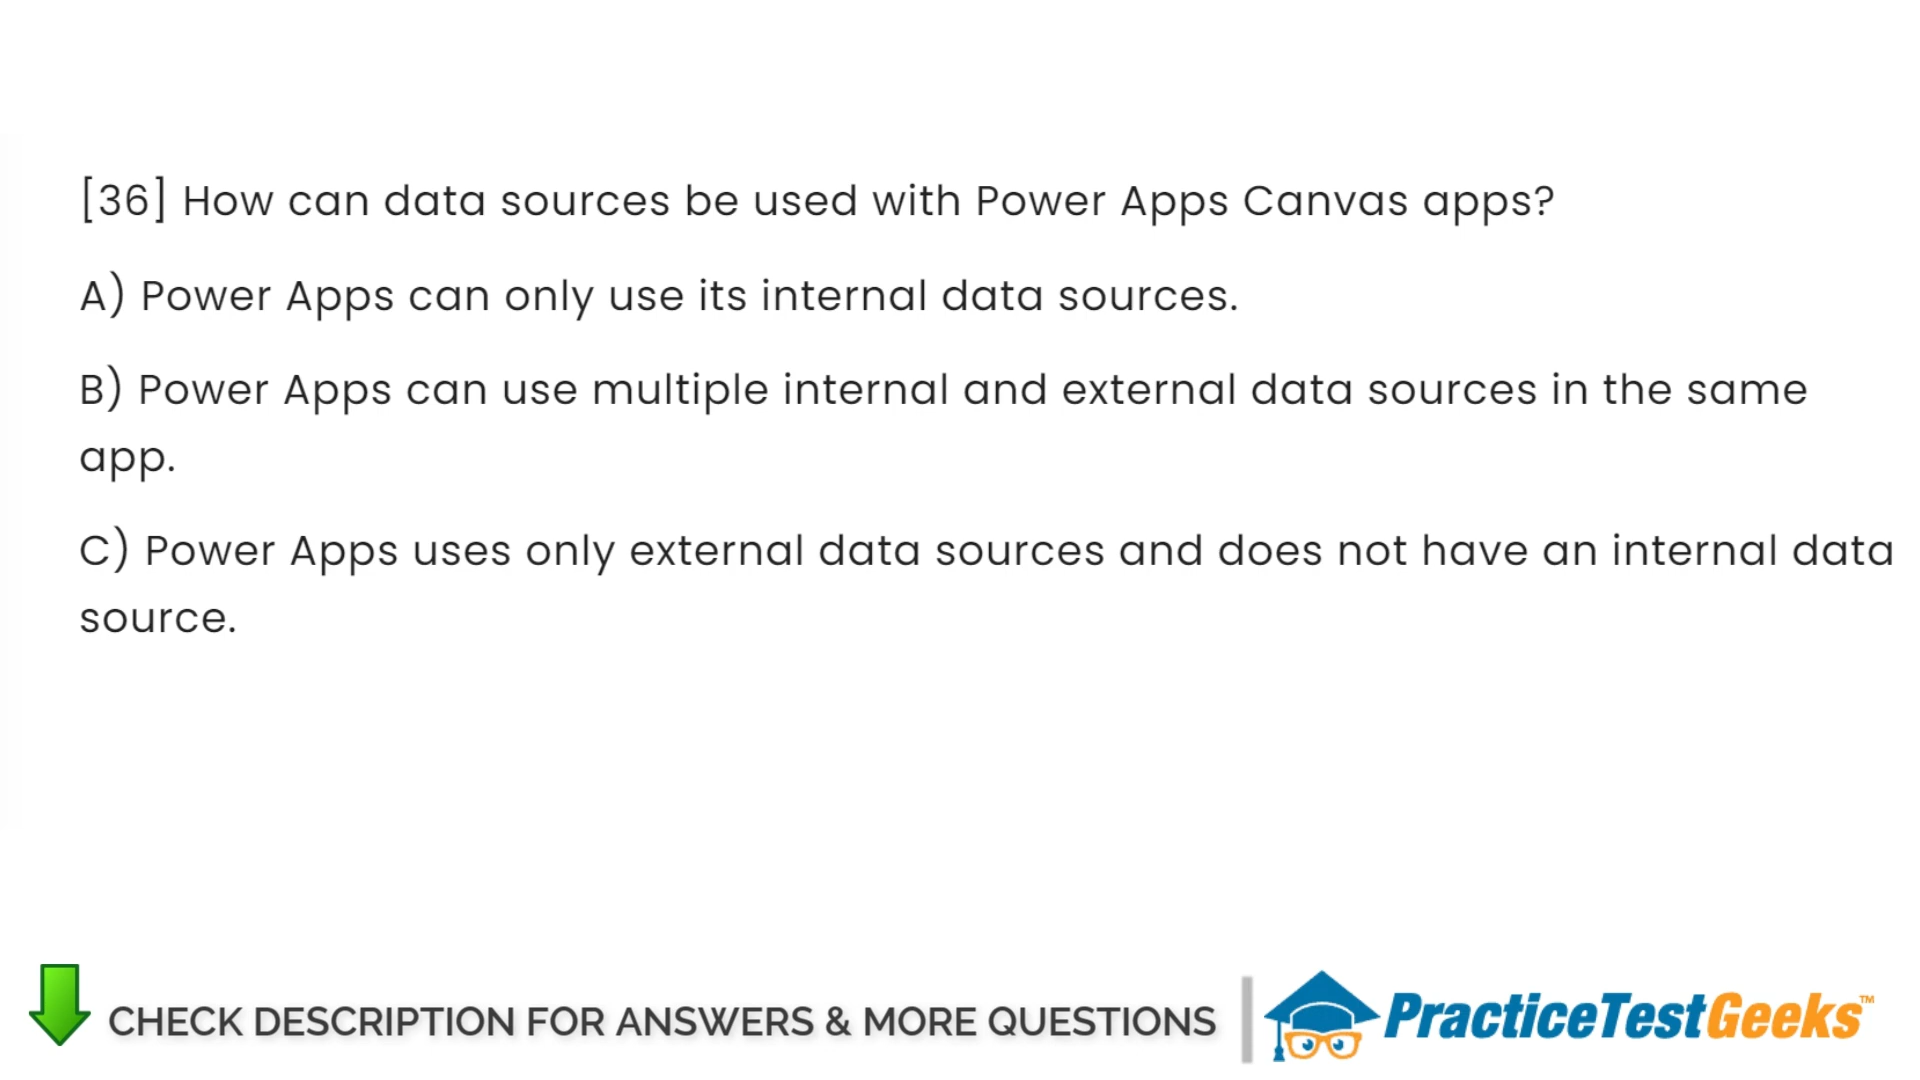 [36] How can data sources be used with Power Apps Canvas apps?
A) Power Apps can only use its internal data sources.
B) Power Apps can use multiple internal and external data sources in the same
app.
C) Power Apps uses only external data sources and does not have an internal data
source.
CHECK DESCRIPTION FOR ANSWERS & MORE QUESTIONS
PracticeTestGeeks™